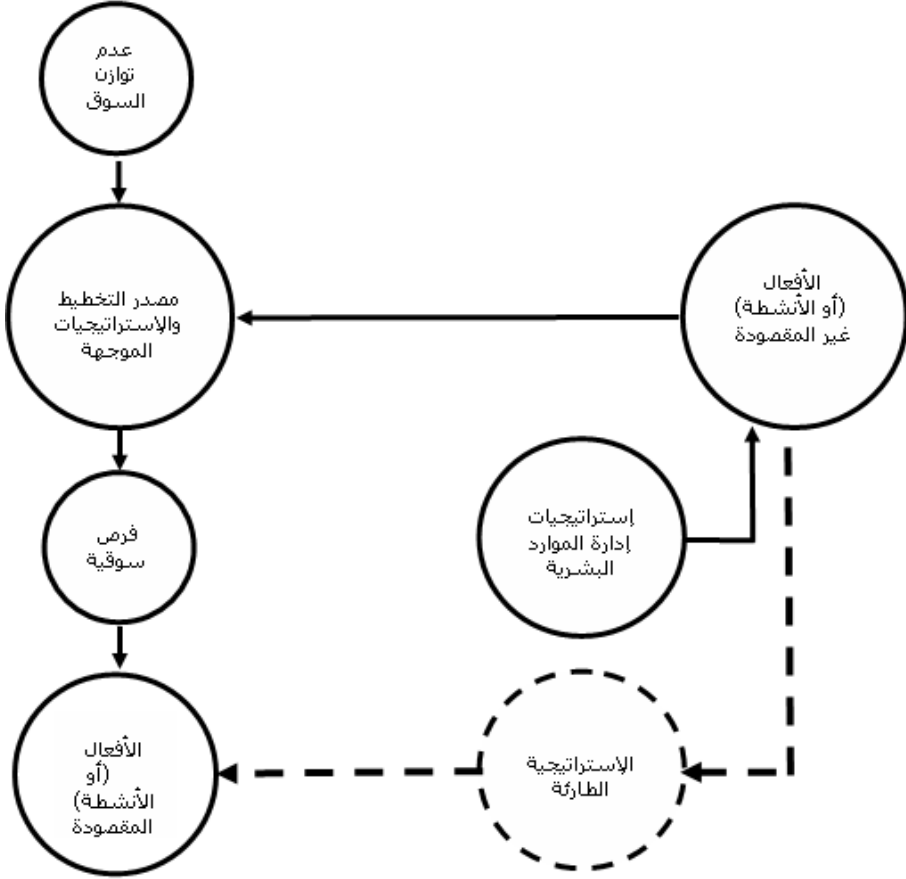 عدم
توازن
السوق
مصدر التخطيط
والإستراتيجيات
الموجهة
الأفعال
(أو الأنشطة)
غير المقصودة
فرص
سوقية
إستراتيجيات
إدارة الموارد
البشرية
الأفعال
(أو
الأنشطة)
المقصودة
الإستراتيجية
الطارئة